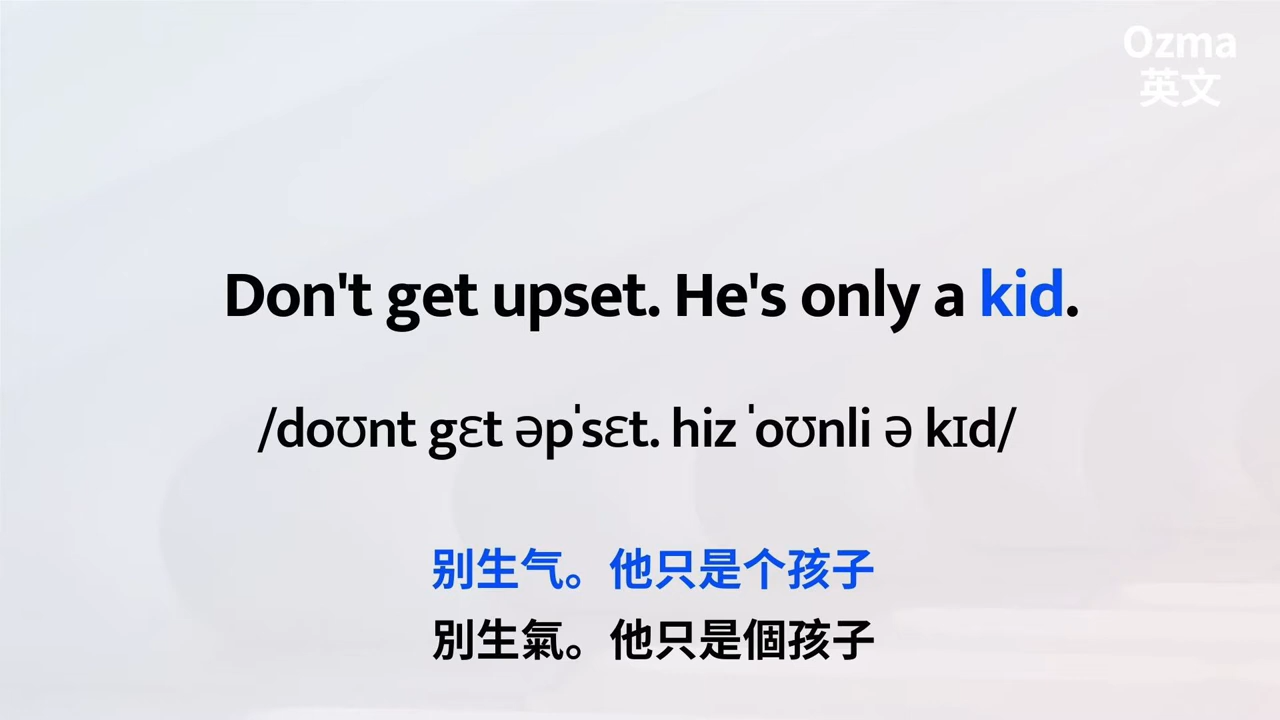 Ozma
英文
Don't get upset. He's only a kid.
/doʊnt gɛt əpˈsɛt. hiz ˈoʊnli ə kɪd/
别生气。他只是个孩子
別生氣。他只是個孩子